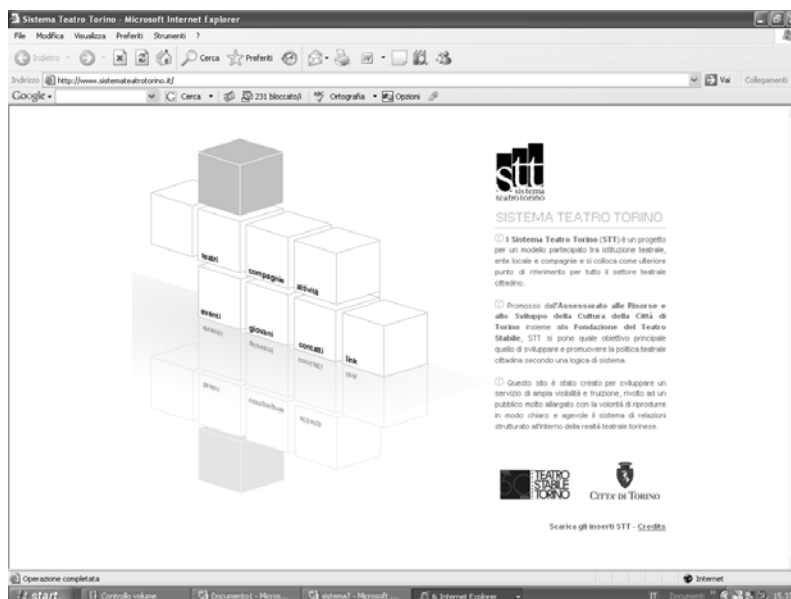 Sistema Teatro Torino - Microsoft Internet Explorer
File Modifica Visualizza Preferiti Strumenti ?
Indietro Cerca Preferiti
Indirizzo http://www.sistemateatrotorino.it/ Vai Collegamenti
Google Cerca 231 bloccato/i Ortografia Opzioni
stt
sistema
teatrotorino
SISTEMA TEATRO TORINO
Il Sistema Teatro Torino (STT) è un progetto
per un modello partecipato tra istituzione teatrale,
ente locale e compagnie e si colloca come ulteriore
punto di riferimento per tutto il settore teatrale
cittadino.
Promosso dall'Assessorato alle Risorse e
allo Sviluppo della Cultura della Città di
Torino insieme alla Fondazione del Teatro
Stabile, STT si pone quale obiettivo principale
quello di sviluppare e promuovere la politica teatrale
cittadina secondo una logica di sistema.
Questo sito è stato creato per sviluppare un
servizio di ampia visibilità e fruizione, rivolto ad un
pubblico molto allargato con la volontà di riprodurre
in modo chiaro e agevole il sistema di relazioni
strutturato all'interno della realtà teatrale torinese.
teatri
compagnie
attività
eventi
giovani
contatti
link
TEATRO
STABILE
TORINO
CITTA' DI TORINO
Scarica gli inserti STT - Credits
Operazione completata Internet
start Controllo volume Documento1 - Micros... sistemaT - Microsoft ... 6 Internet Explorer IT Documenti